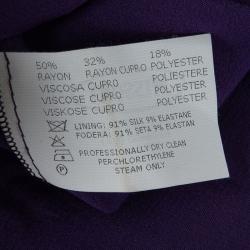 50% 32% 18%
RAYON RAYON CUPRO POLYESTER
VISCOSA CUPRO POLIESTERE
VISCOSE CUPRO POLYESTER
VISKOSE CUPRO POLYESTER
LINING: 91% SILK 9% ELASTANE
FODERA: 91% SETA 9% ELASTAN
PROFESSIONALLY DRY CLEAN
PERCHLORETHYLENE
STEAM ONLY